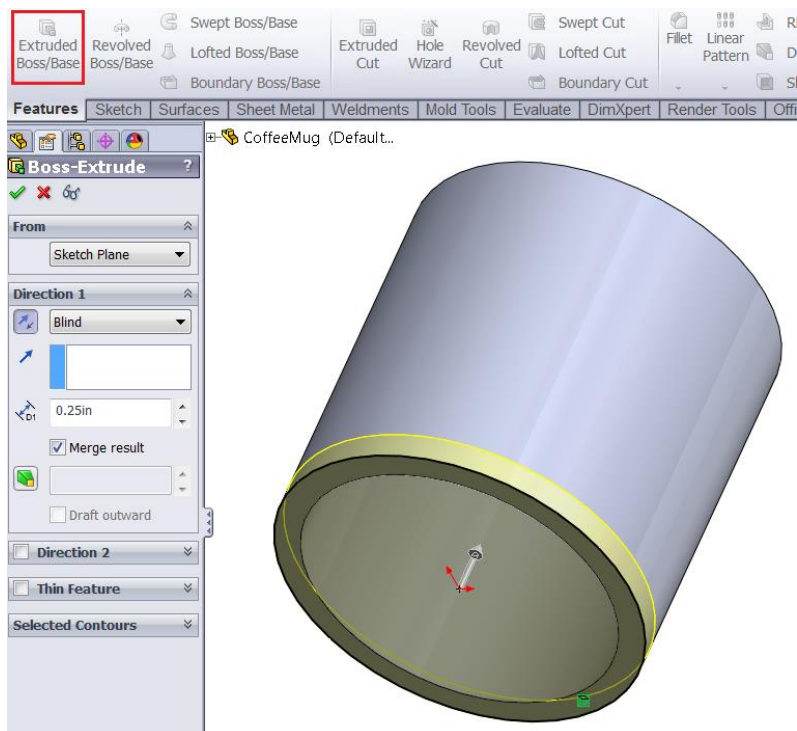 Extruded Boss/Base
Revolved Boss/Base
Swept Boss/Base
Lofted Boss/Base
Boundary Boss/Base
Extruded Cut
Hole Wizard
Revolved Cut
Swept Cut
Lofted Cut
Boundary Cut
Fillet
Linear Pattern
Features Sketch Surfaces Sheet Metal Weldments Mold Tools Evaluate DimXpert Render Tools Offi
CoffeeMug (Default...
Boss-Extrude ?
From
Sketch Plane
Direction 1
Blind
D1 0.25in
Merge result
Draft outward
Direction 2
Thin Feature
Selected Contours